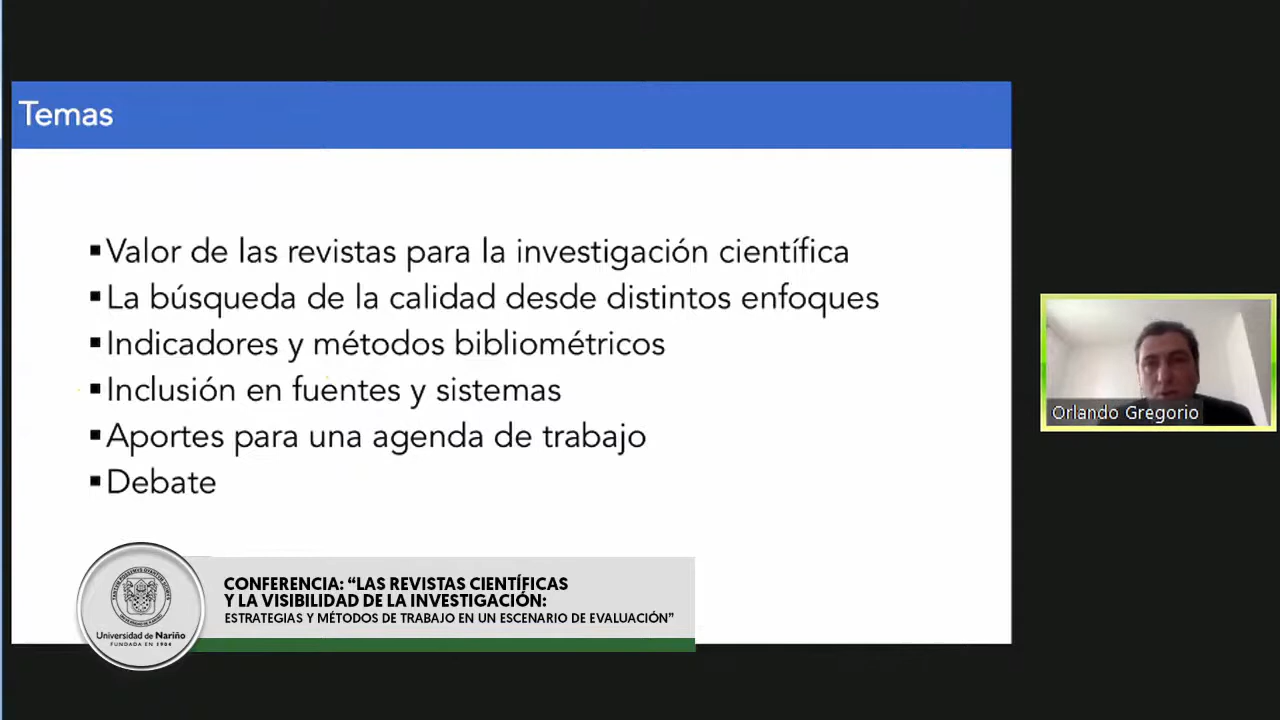 Temas
▪Valor de las revistas para la investigación científica
▪La búsqueda de la calidad desde distintos enfoques
▪Indicadores y métodos bibliométricos
▪Inclusión en fuentes y sistemas
▪Aportes para una agenda de trabajo
▪Debate
Orlando Gregorio
Universidad de Nariño
FUNDADA EN 1904
CONFERENCIA: “LAS REVISTAS CIENTÍFICAS
Y LA VISIBILIDAD DE LA INVESTIGACIÓN:
ESTRATEGIAS Y MÉTODOS DE TRABAJO EN UN ESCENARIO DE EVALUACIÓN”